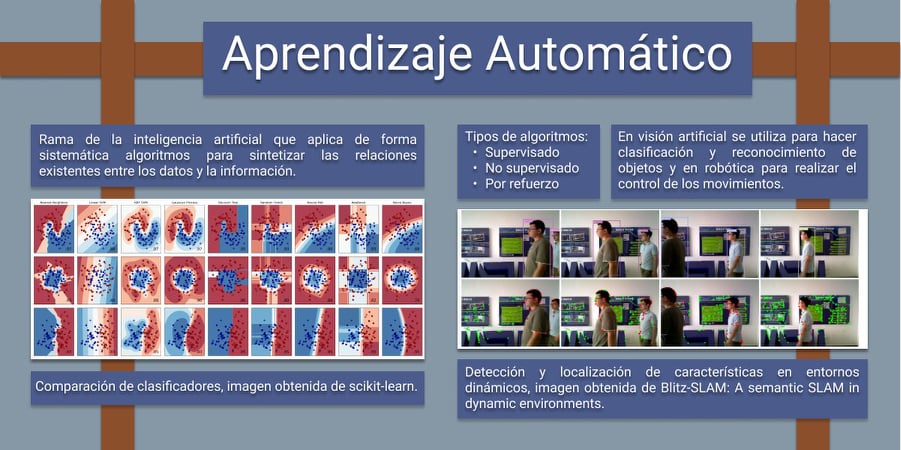 Aprendizaje Automático
Rama de la inteligencia artificial que aplica de forma
sistemática algoritmos para sintetizar las relaciones
existentes entre los datos y la información.
Comparación de clasificadores, imagen obtenida de scikit-learn.
Tipos de algoritmos:
• Supervisado
• No supervisado
• Por refuerzo
En visión artificial se utiliza para hacer
clasificación y reconocimiento de
objetos y en robótica para realizar el
control de los movimientos.
Detección y localización de características en entornos
dinámicos, imagen obtenida de Blitz-SLAM: A semantic SLAM in
dynamic environments.